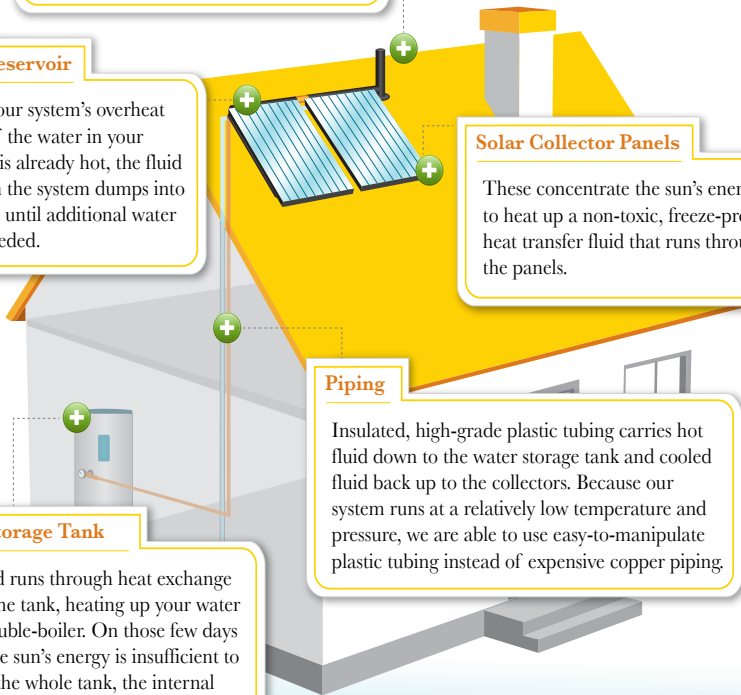 eservoir
our system's overheat
the water in your
is already hot, the fluid
the system dumps into
until additional water
eded.
Solar Collector Panels
These concentrate the sun's ener
to heat up a non-toxic, freeze-pro
heat transfer fluid that runs throu
the panels.
Piping
Insulated, high-grade plastic tubing carries hot
fluid down to the water storage tank and cooled
fluid back up to the collectors. Because our
system runs at a relatively low temperature and
pressure, we are able to use easy-to-manipulate
plastic tubing instead of expensive copper piping.
torage Tank
d runs through heat exchange
he tank, heating up your water
uble-boiler. On those few days
e sun's energy is insufficient to
the whole tank, the internal